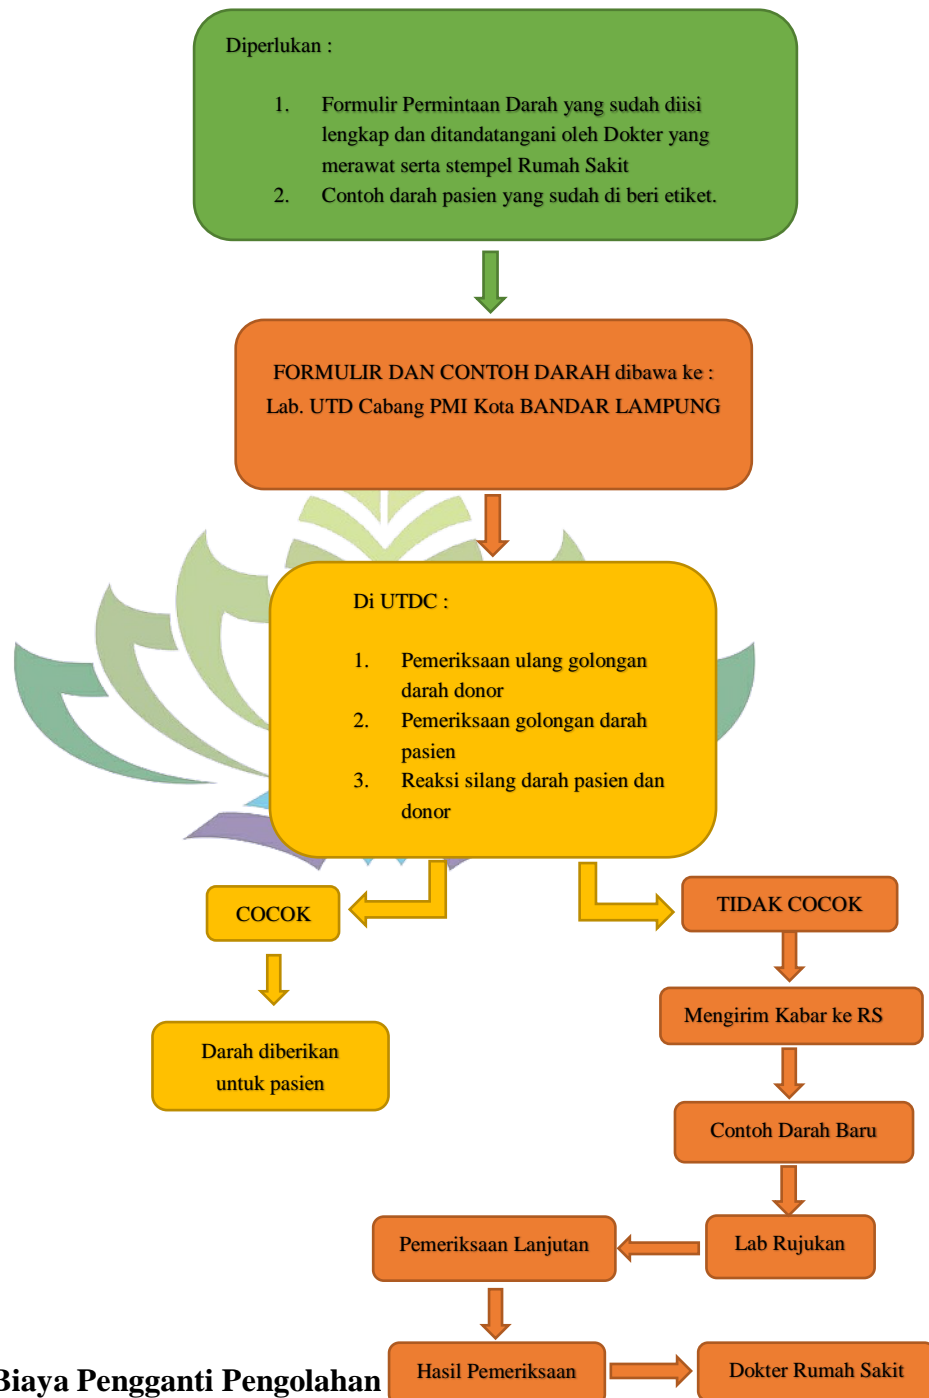 Diperlukan :
1. Formulir Permintaan Darah yang sudah diisi
lengkap dan ditandatangani oleh Dokter yang
merawat serta stempel Rumah Sakit
2. Contoh darah pasien yang sudah di beri etiket.
FORMULIR DAN CONTOH DARAH dibawa ke :
Lab. UTD Cabang PMI Kota BANDAR LAMPUNG
Di UTDC :
1. Pemeriksaan ulang golongan
darah donor
2. Pemeriksaan golongan darah
pasien
3. Reaksi silang darah pasien dan
donor
COCOK
TIDAK COCOK
Darah diberikan
untuk pasien
Mengirim Kabar ke RS
Contoh Darah Baru
Lab Rujukan
Pemeriksaan Lanjutan
Hasil Pemeriksaan
Dokter Rumah Sakit
Biaya Pengganti Pengolahan